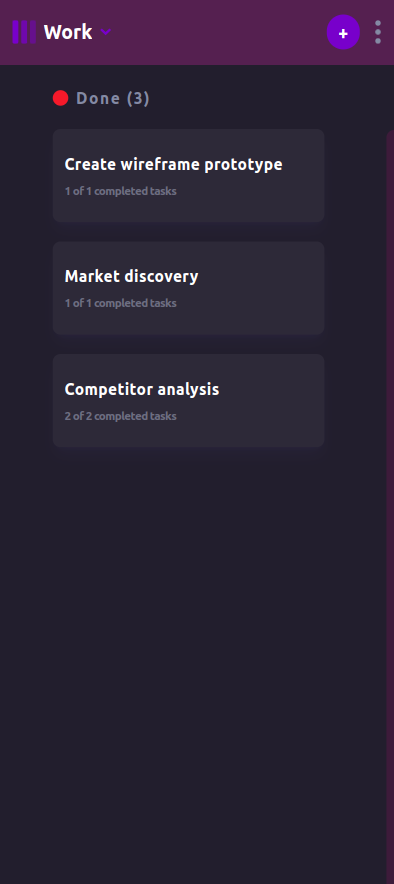 Work
+
Done (3)
Create wireframe prototype
1 of 1 completed tasks
Market discovery
1 of 1 completed tasks
Competitor analysis
2 of 2 completed tasks